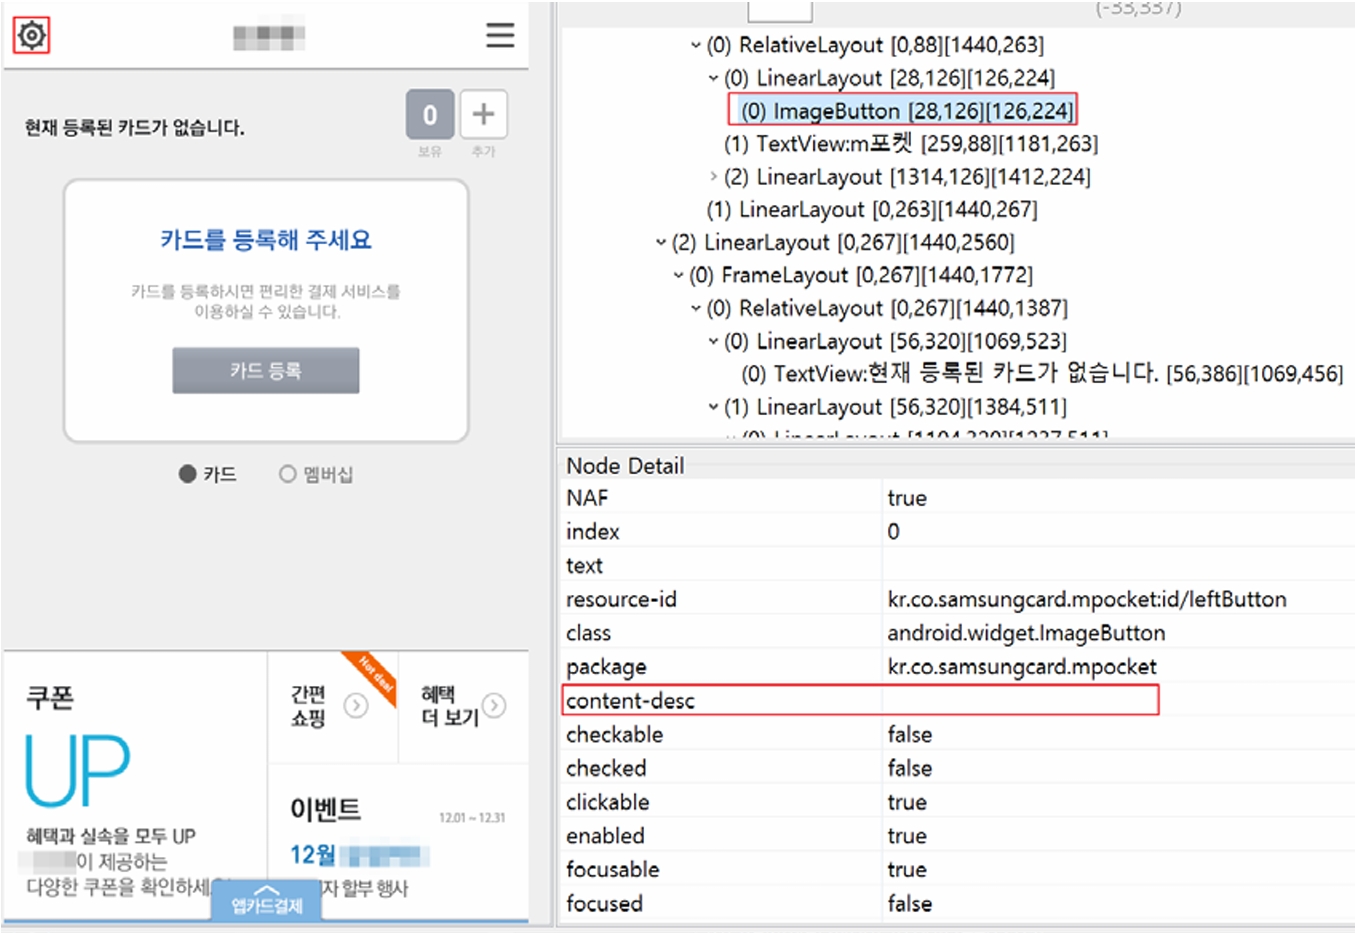 현재 등록된 카드가 없습니다.
0
보유
추가
카드를 등록해 주세요
카드를 등록하시면 편리한 결제 서비스를
이용하실 수 있습니다.
카드 등록
카드
멤버십
쿠폰
UP
혜택과 실속을 모두 UP
이 제공하는
다양한 쿠폰을 확인하세
간편
쇼핑
Hot deal
혜택
더 보기
이벤트
12.01 ~ 12.31
12월
자 할부 행사
앱카드결제
(-33,337)
(0) RelativeLayout [0,88][1440,263]
(0) LinearLayout [28,126][126,224]
(0) ImageButton [28,126][126,224]
(1) TextView:m포켓 [259,88][1181,263]
(2) LinearLayout [1314,126][1412,224]
(1) LinearLayout [0,263][1440,267]
(2) LinearLayout [0,267][1440,2560]
(0) FrameLayout [0,267][1440,1772]
(0) RelativeLayout [0,267][1440,1387]
(0) LinearLayout [56,320][1069,523]
(0) TextView:현재 등록된 카드가 없습니다. [56,386][1069,456]
(1) LinearLayout [56,320][1384,511]
(0) LinearLayout [1104,320][1237,511]
Node Detail
NAF true
index 0
text
resource-id kr.co.samsungcard.mpocket:id/leftButton
class android.widget.ImageButton
package kr.co.samsungcard.mpocket
content-desc
checkable false
checked false
clickable true
enabled true
focusable true
focused false